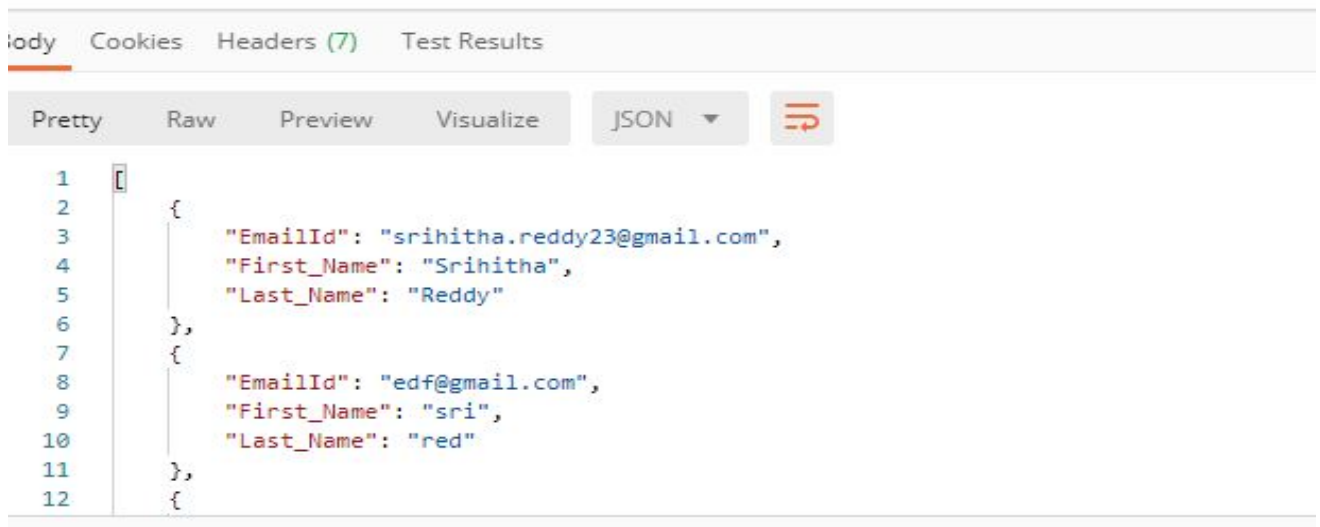 Body Cookies Headers (7) Test Results
Pretty Raw Preview Visualize JSON
1 [
2 {
3 "EmailId": "srihitha.reddy23@gmail.com",
4 "First_Name": "Srihitha",
5 "Last_Name": "Reddy"
6 },
7 {
8 "EmailId": "edf@gmail.com",
9 "First_Name": "sri",
10 "Last_Name": "red"
11 },
12 {